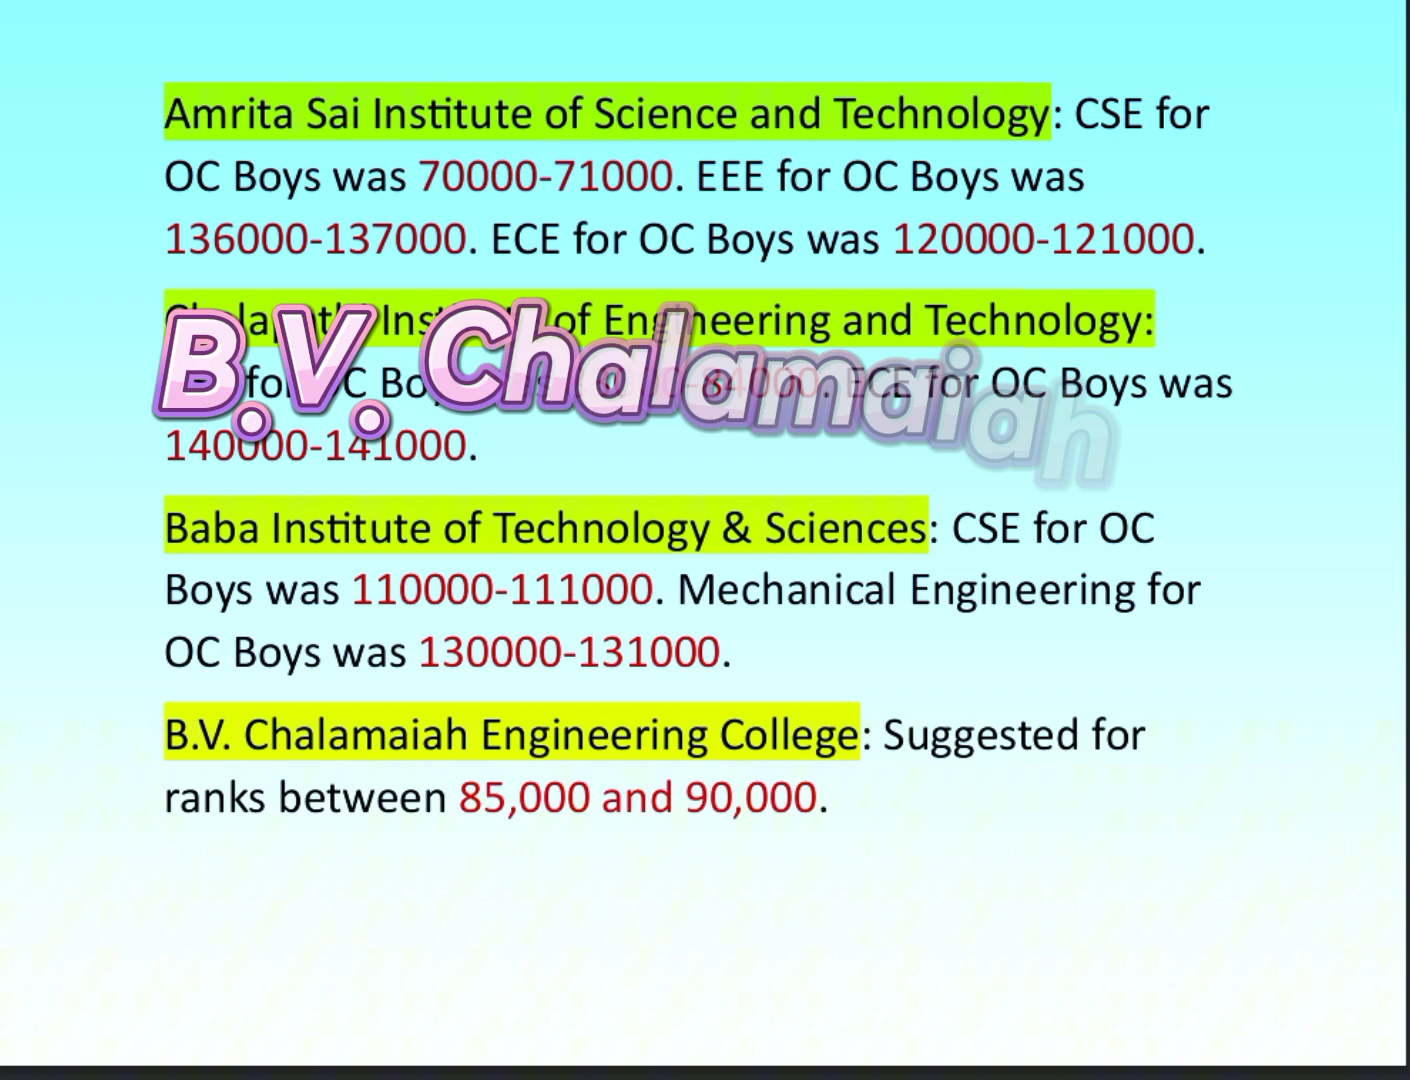 Amrita Sai Institute of Science and Technology: CSE for
OC Boys was 70000-71000. EEE for OC Boys was
136000-137000. ECE for OC Boys was 120000-121000.
of Engineering and Technology:
B.V. Chalamaiah
OC Boys was
140000-141000.
Baba Institute of Technology & Sciences: CSE for OC
Boys was 110000-111000. Mechanical Engineering for
OC Boys was 130000-131000.
B.V. Chalamaiah Engineering College: Suggested for
ranks between 85,000 and 90,000.